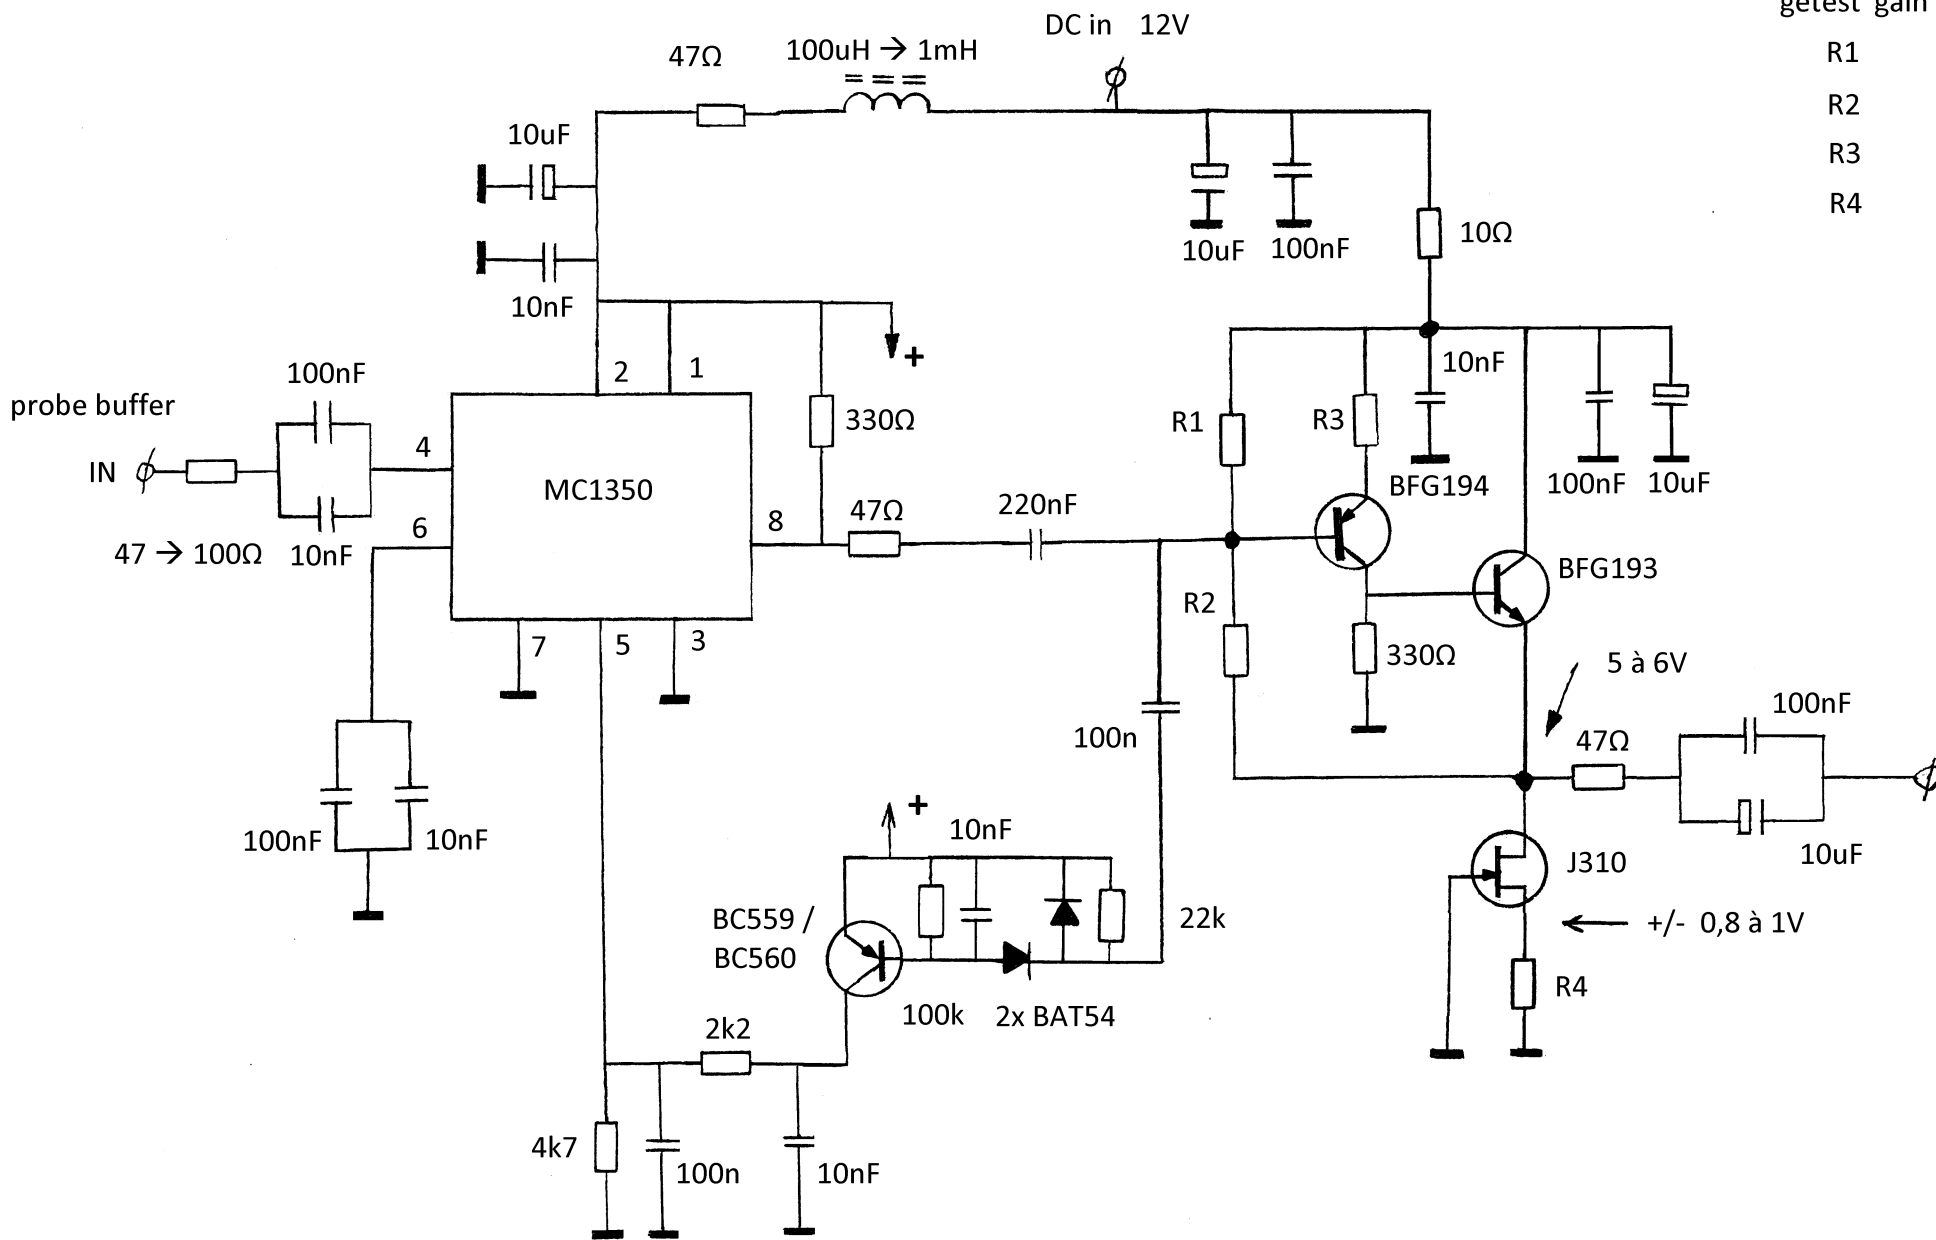 getest gain
DC in 12V
47Ω
100uH → 1mH
R1
R2
R3
R4
10uF
10nF
10uF
100nF
10Ω
+
2
1
100nF
probe buffer
IN
4
6
47 → 100Ω
10nF
MC1350
330Ω
8
47Ω
220nF
R1
R3
10nF
BFG194
100nF
10uF
BFG193
R2
330Ω
7
5
3
5 à 6V
100n
47Ω
100nF
10uF
100nF
10nF
+
10nF
BC559 /
BC560
22k
100k
2x BAT54
J310
+/- 0,8 à 1V
R4
2k2
4k7
100n
10nF